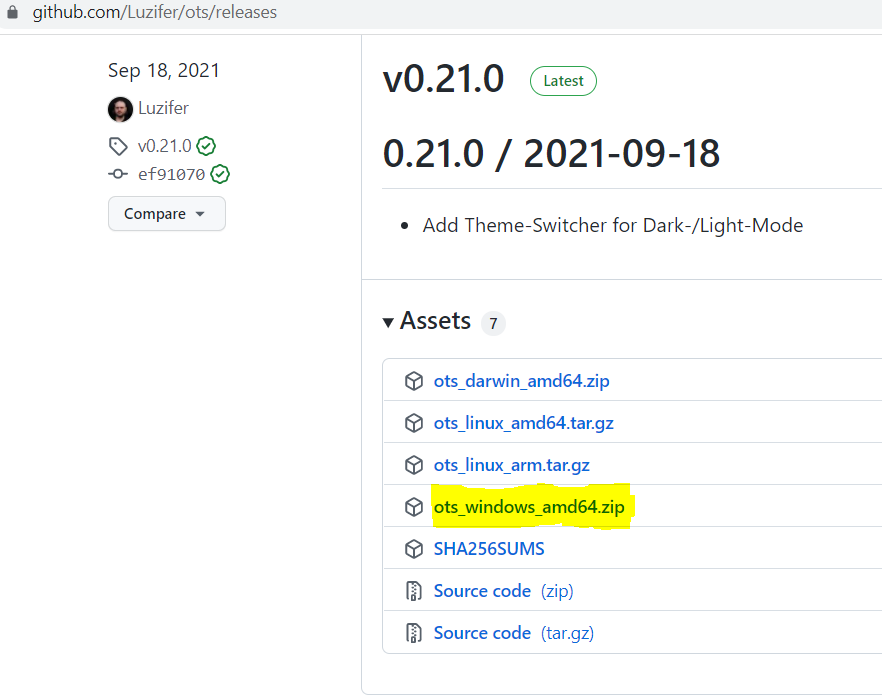 github.com/Luzifer/ots/releases
Sep 18, 2021
Luzifer
v0.21.0
ef91070
Compare
v0.21.0 Latest
0.21.0 / 2021-09-18
Add Theme-Switcher for Dark-/Light-Mode
Assets 7
ots_darwin_amd64.zip
ots_linux_amd64.tar.gz
ots_linux_arm.tar.gz
ots_windows_amd64.zip
SHA256SUMS
Source code (zip)
Source code (tar.gz)